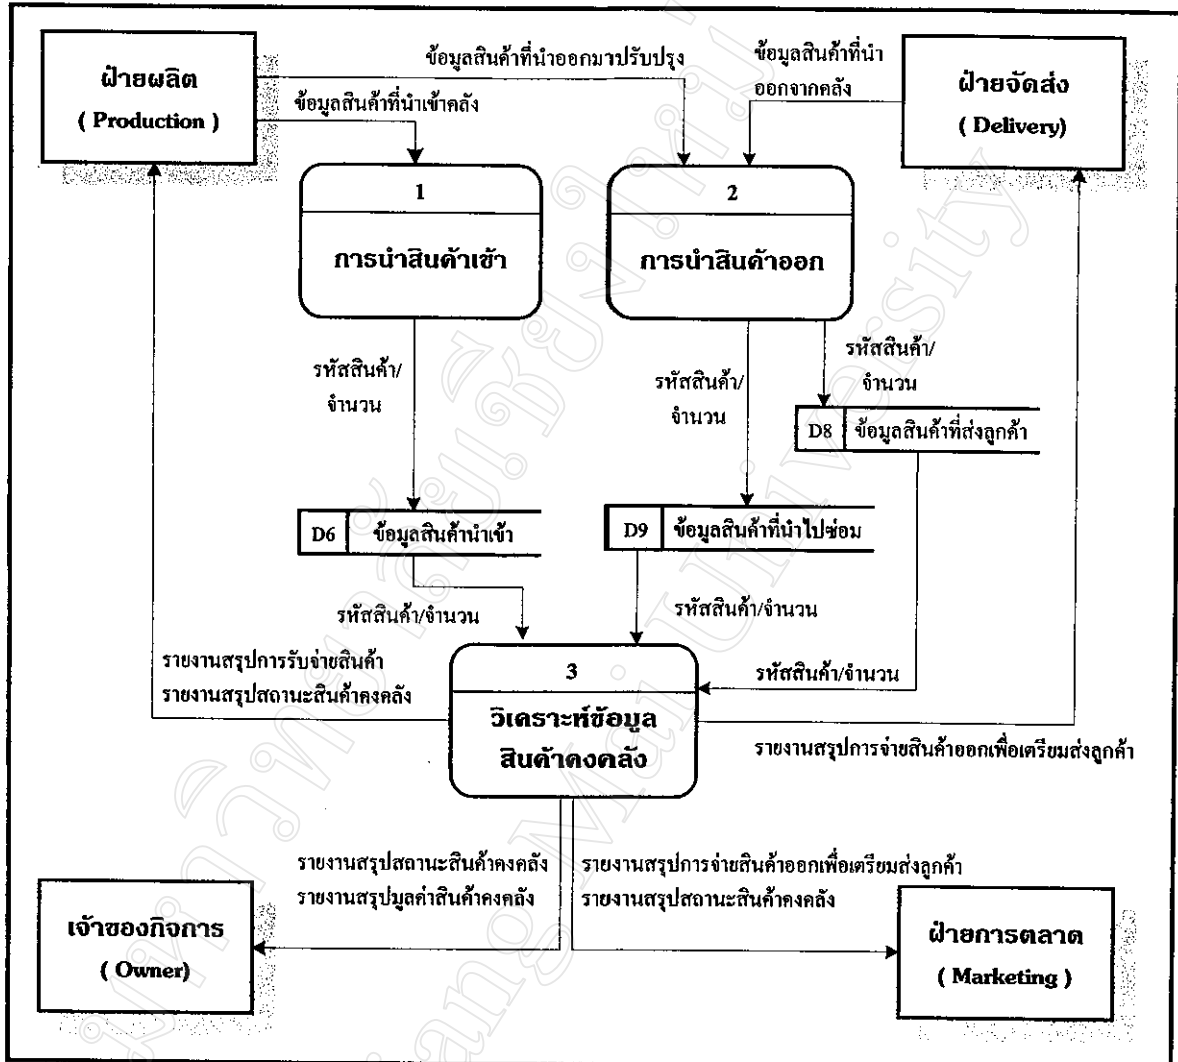 ฝ่ายผลิต
( Production )
ข้อมูลสินค้าที่นำออกมาปรับปรุง
ข้อมูลสินค้าที่นำเข้าคลัง
ข้อมูลสินค้าที่นำ
ออกจากคลัง
ฝ่ายจัดส่ง
( Delivery)
1
การนำสินค้าเข้า
2
การนำสินค้าออก
รหัสสินค้า/
จำนวน
รหัสสินค้า/
จำนวน
รหัสสินค้า/
จำนวน
D8 ข้อมูลสินค้าที่ส่งลูกค้า
D6 ข้อมูลสินค้านำเข้า
D9 ข้อมูลสินค้าที่นำไปซ่อม
รหัสสินค้า/จำนวน
รหัสสินค้า/จำนวน
รหัสสินค้า/จำนวน
รายงานสรุปการรับจ่ายสินค้า
รายงานสรุปสถานะสินค้าคงคลัง
3
วิเคราะห์ข้อมูล
สินค้าคงคลัง
รายงานสรุปการจ่ายสินค้าออกเพื่อเตรียมส่งลูกค้า
รายงานสรุปสถานะสินค้าคงคลัง
รายงานสรุปมูลค่าสินค้าคงคลัง
รายงานสรุปการจ่ายสินค้าออกเพื่อเตรียมส่งลูกค้า
รายงานสรุปสถานะสินค้าคงคลัง
เจ้าของกิจการ
( Owner)
ฝ่ายการตลาด
( Marketing )
มหาวิทยาลัยเชียงใหม่
Chiang Mai University